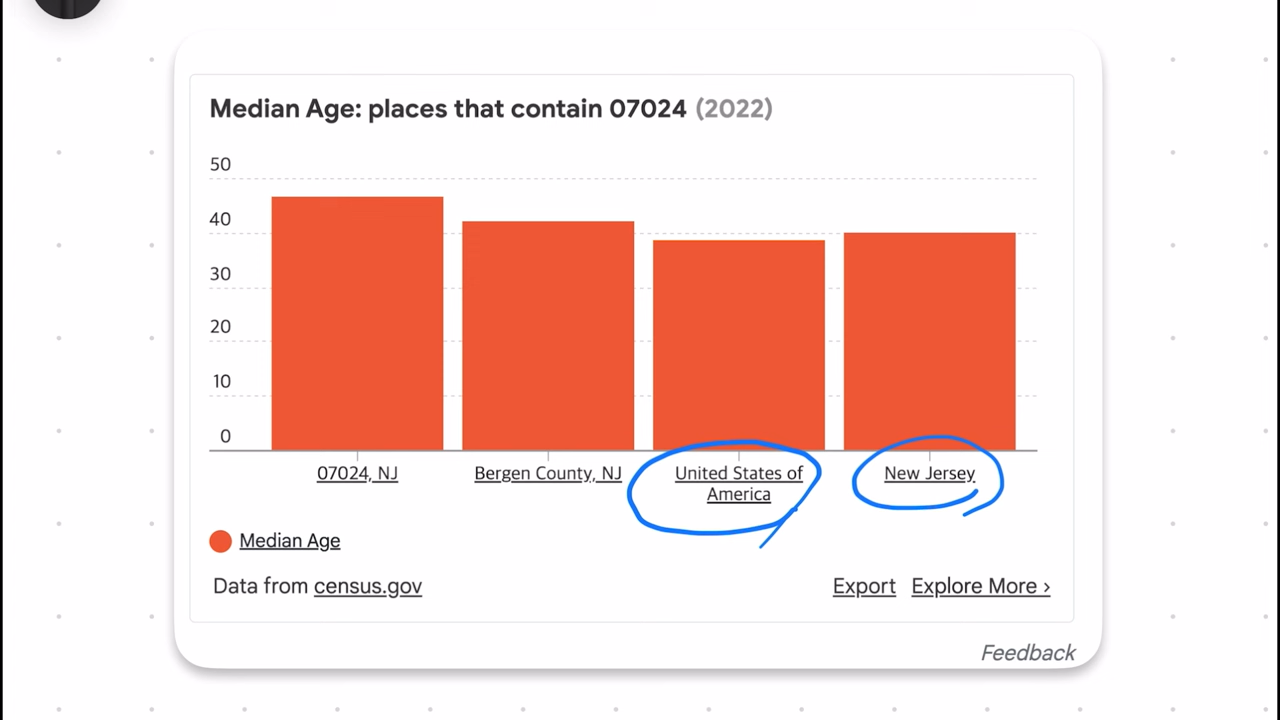 Median Age: places that contain 07024 (2022)
50
40
30
20
10
0
07024, NJ
Bergen County, NJ
United States of
America
New Jersey
Median Age
Data from census.gov
Export
Explore More ›
Feedback